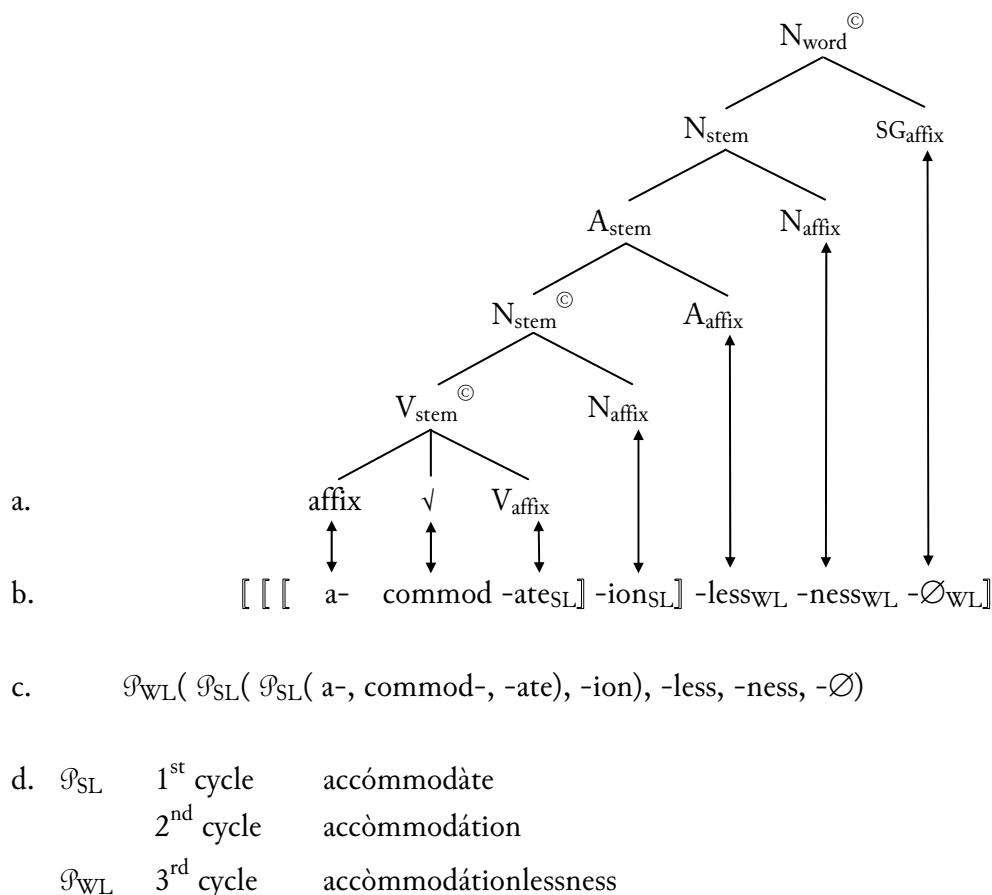 N_word ©
N_stem SG_affix
A_stem N_affix
N_stem © A_affix
V_stem © N_affix
a. affix √ V_affix
b. ⟦ ⟦ ⟦ a- commod -ate_SL⟧ -ion_SL⟧ -less_WL -ness_WL -∅_WL⟧
c. 𝒫_WL( 𝒫_SL( 𝒫_SL( a-, commod-, -ate), -ion), -less, -ness, -∅)
d. 𝒫_SL 1st cycle accómmodàte
2nd cycle accòmmodátion
𝒫_WL 3rd cycle accòmmodátionlessness